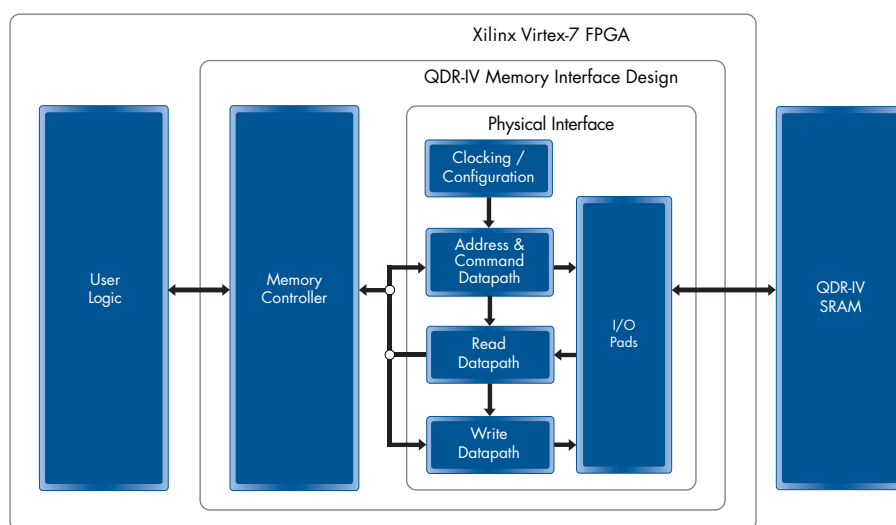 Xilinx Virtex-7 FPGA
QDR-IV Memory Interface Design
Physical Interface
Clocking /
Configuration
Address &
Command
Datapath
User
Logic
Memory
Controller
QDR-IV
SRAM
I/O
Pads
Read
Datapath
Write
Datapath